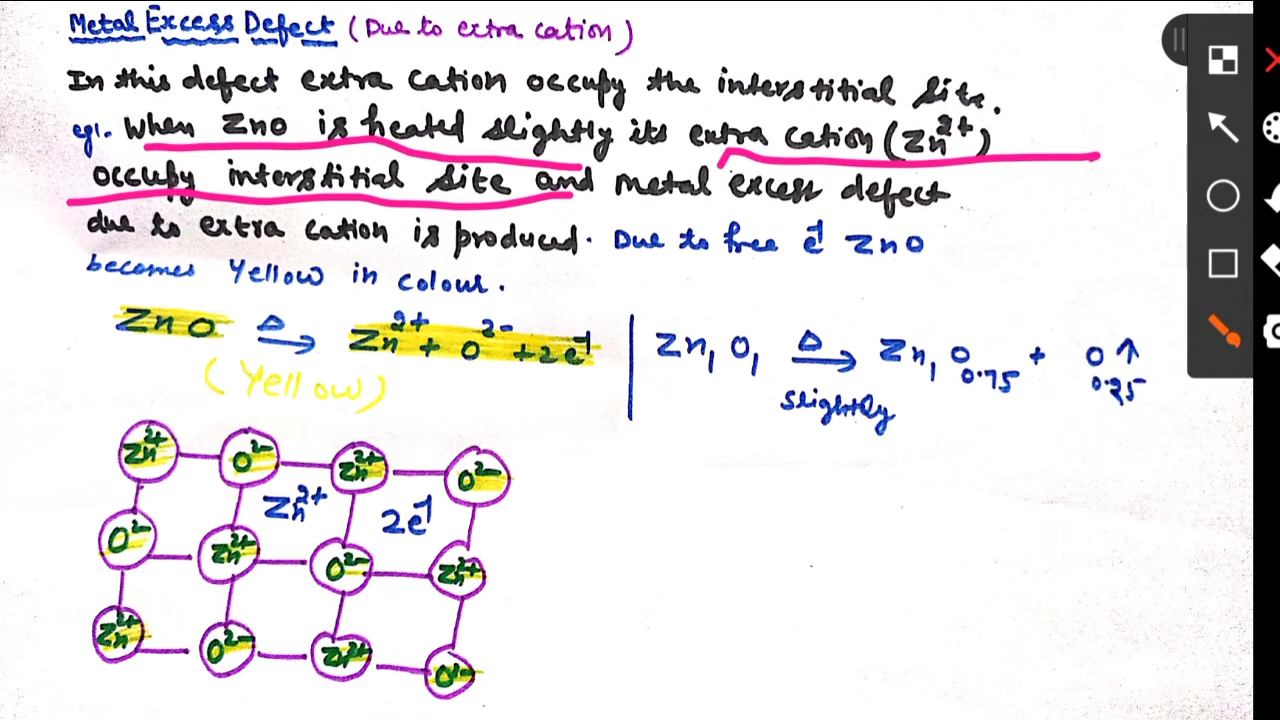 Metal Excess Defect (Due to extra cation)
In this defect extra cation occupy the interstitial site.
eg1. When ZnO is heated slightly its extra cation (Zn²⁺)
occupy interstitial site and metal excess defect
due to extra cation is produced. Due to free e⁻¹ ZnO
becomes Yellow in colour.
ZnO Δ→ Zn²⁺ + O²⁻ + 2e⁻¹
(Yellow)
Zn₁ O₁ Δ→ Zn₁ O₀.₇₅ + O₀.₂₅ ↑
slightly
Zn²⁺ O²⁻ Zn²⁺ O²⁻
Zn²⁺ 2e⁻¹
O²⁻ Zn²⁺ O²⁻ Zn²⁺
Zn²⁺ O²⁻ Zn²⁺ O²⁻